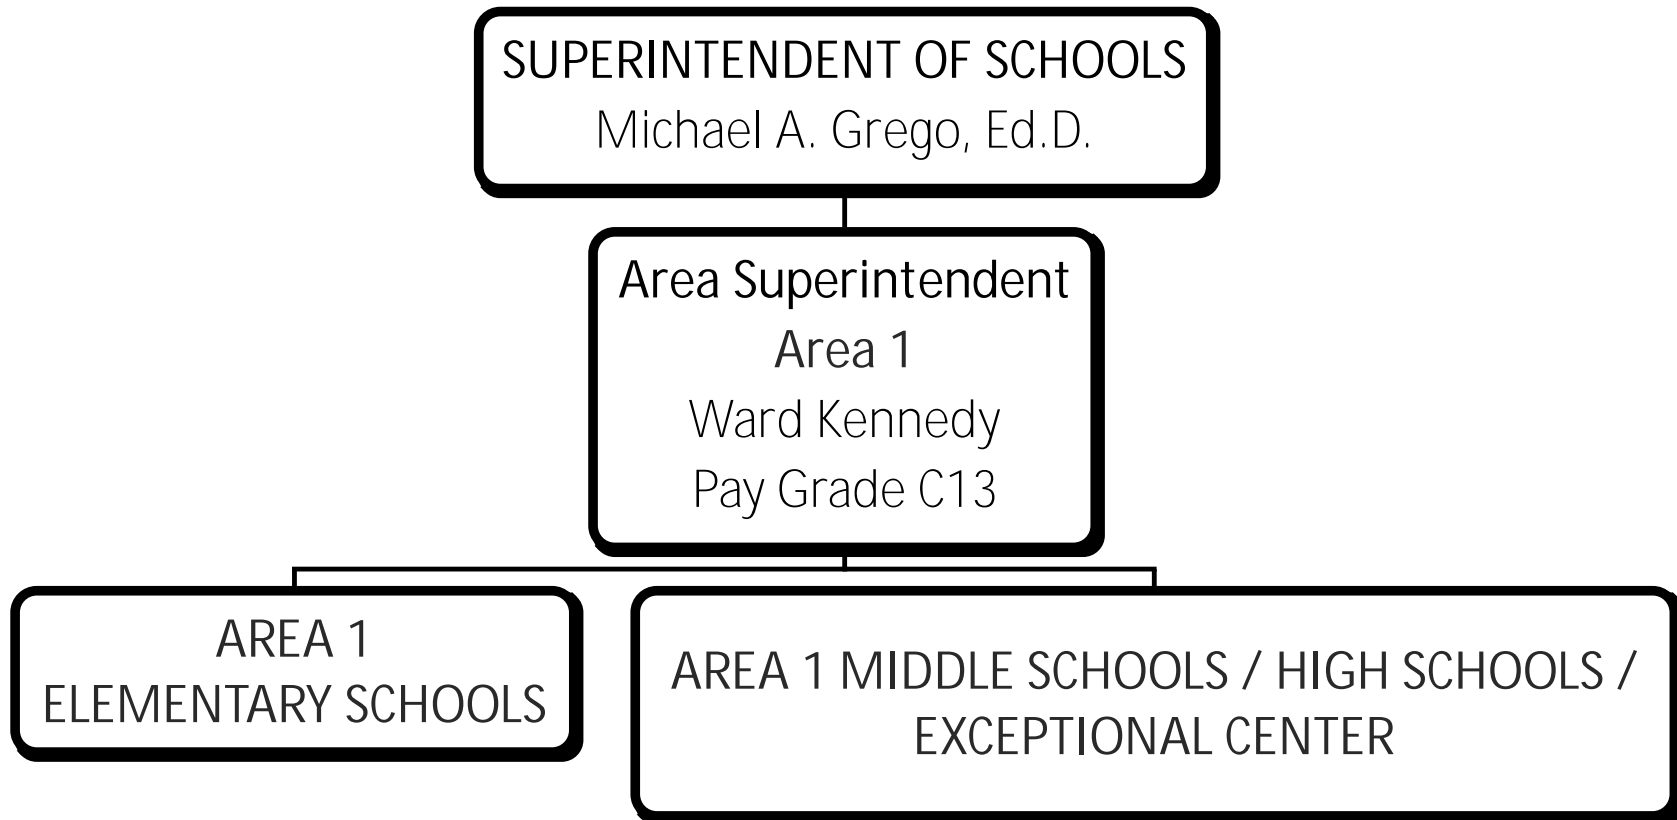 SUPERINTENDENT OF SCHOOLS
Michael A. Grego, Ed.D.
Area Superintendent
Area 1
Ward Kennedy
Pay Grade C13
AREA 1
ELEMENTARY SCHOOLS
AREA 1 MIDDLE SCHOOLS / HIGH SCHOOLS /
EXCEPTIONAL CENTER